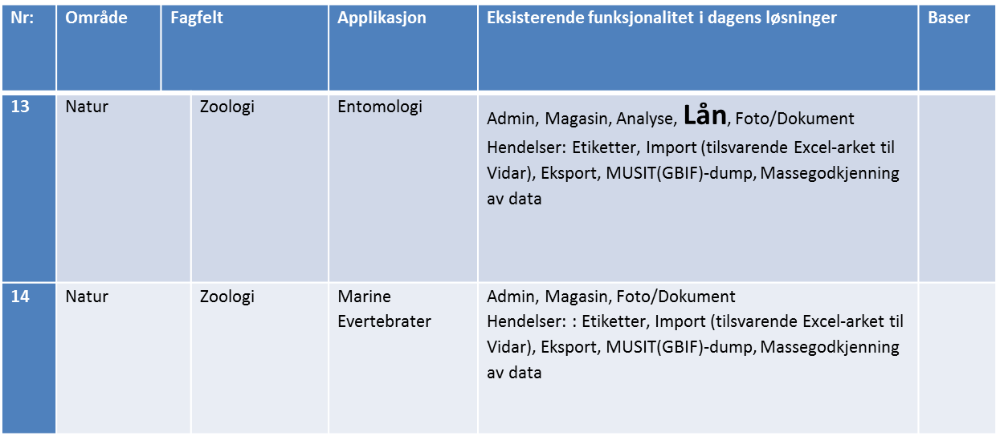 Nr: Område Fagfelt Applikasjon Eksisterende funksjonalitet i dagens løsninger Baser
13 Natur Zoologi Entomologi Admin, Magasin, Analyse, Lån, Foto/Dokument
Hendelser: Etiketter, Import (tilsvarende Excel-arket til
Vidar), Eksport, MUSIT(GBIF)-dump, Massegodkjenning
av data
14 Natur Zoologi Marine Admin, Magasin, Foto/Dokument
Evertebrater Hendelser: : Etiketter, Import (tilsvarende Excel-arket til
Vidar), Eksport, MUSIT(GBIF)-dump, Massegodkjenning
av data